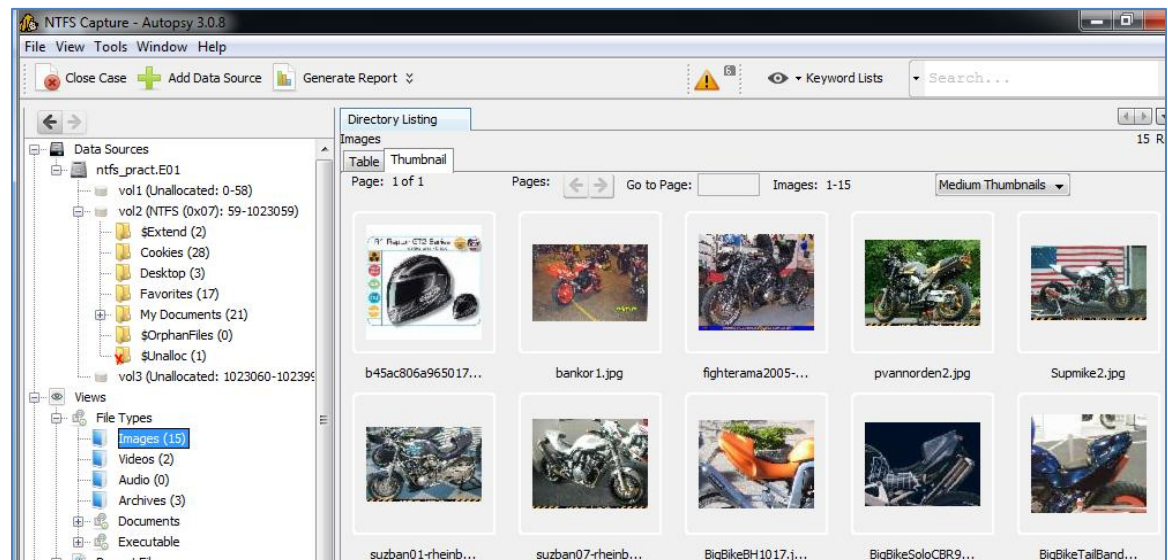 NTFS Capture - Autopsy 3.0.8
File View Tools Window Help
Close Case Add Data Source Generate Report
6 Keyword Lists Search...
Directory Listing
Images
15 R
Table Thumbnail
Page: 1 of 1 Pages: Go to Page: Images: 1-15 Medium Thumbnails
Data Sources
ntfs_pract.E01
vol1 (Unallocated: 0-58)
vol2 (NTFS (0x07): 59-1023059)
$Extend (2)
Cookies (28)
Desktop (3)
Favorites (17)
My Documents (21)
$OrphanFiles (0)
$Unalloc (1)
vol3 (Unallocated: 1023060-102399
Views
File Types
Images (15)
Videos (2)
Audio (0)
Archives (3)
Documents
Executable
b45ac806a965017...
bankor1.jpg
fighterama2005-...
pvannorden2.jpg
Supmike2.jpg
suzban01-rheinb...
suzban07-rheinb...
BigBikeBH1017.j...
BigBikeSoloCBR9...
BigBikeTailBand...